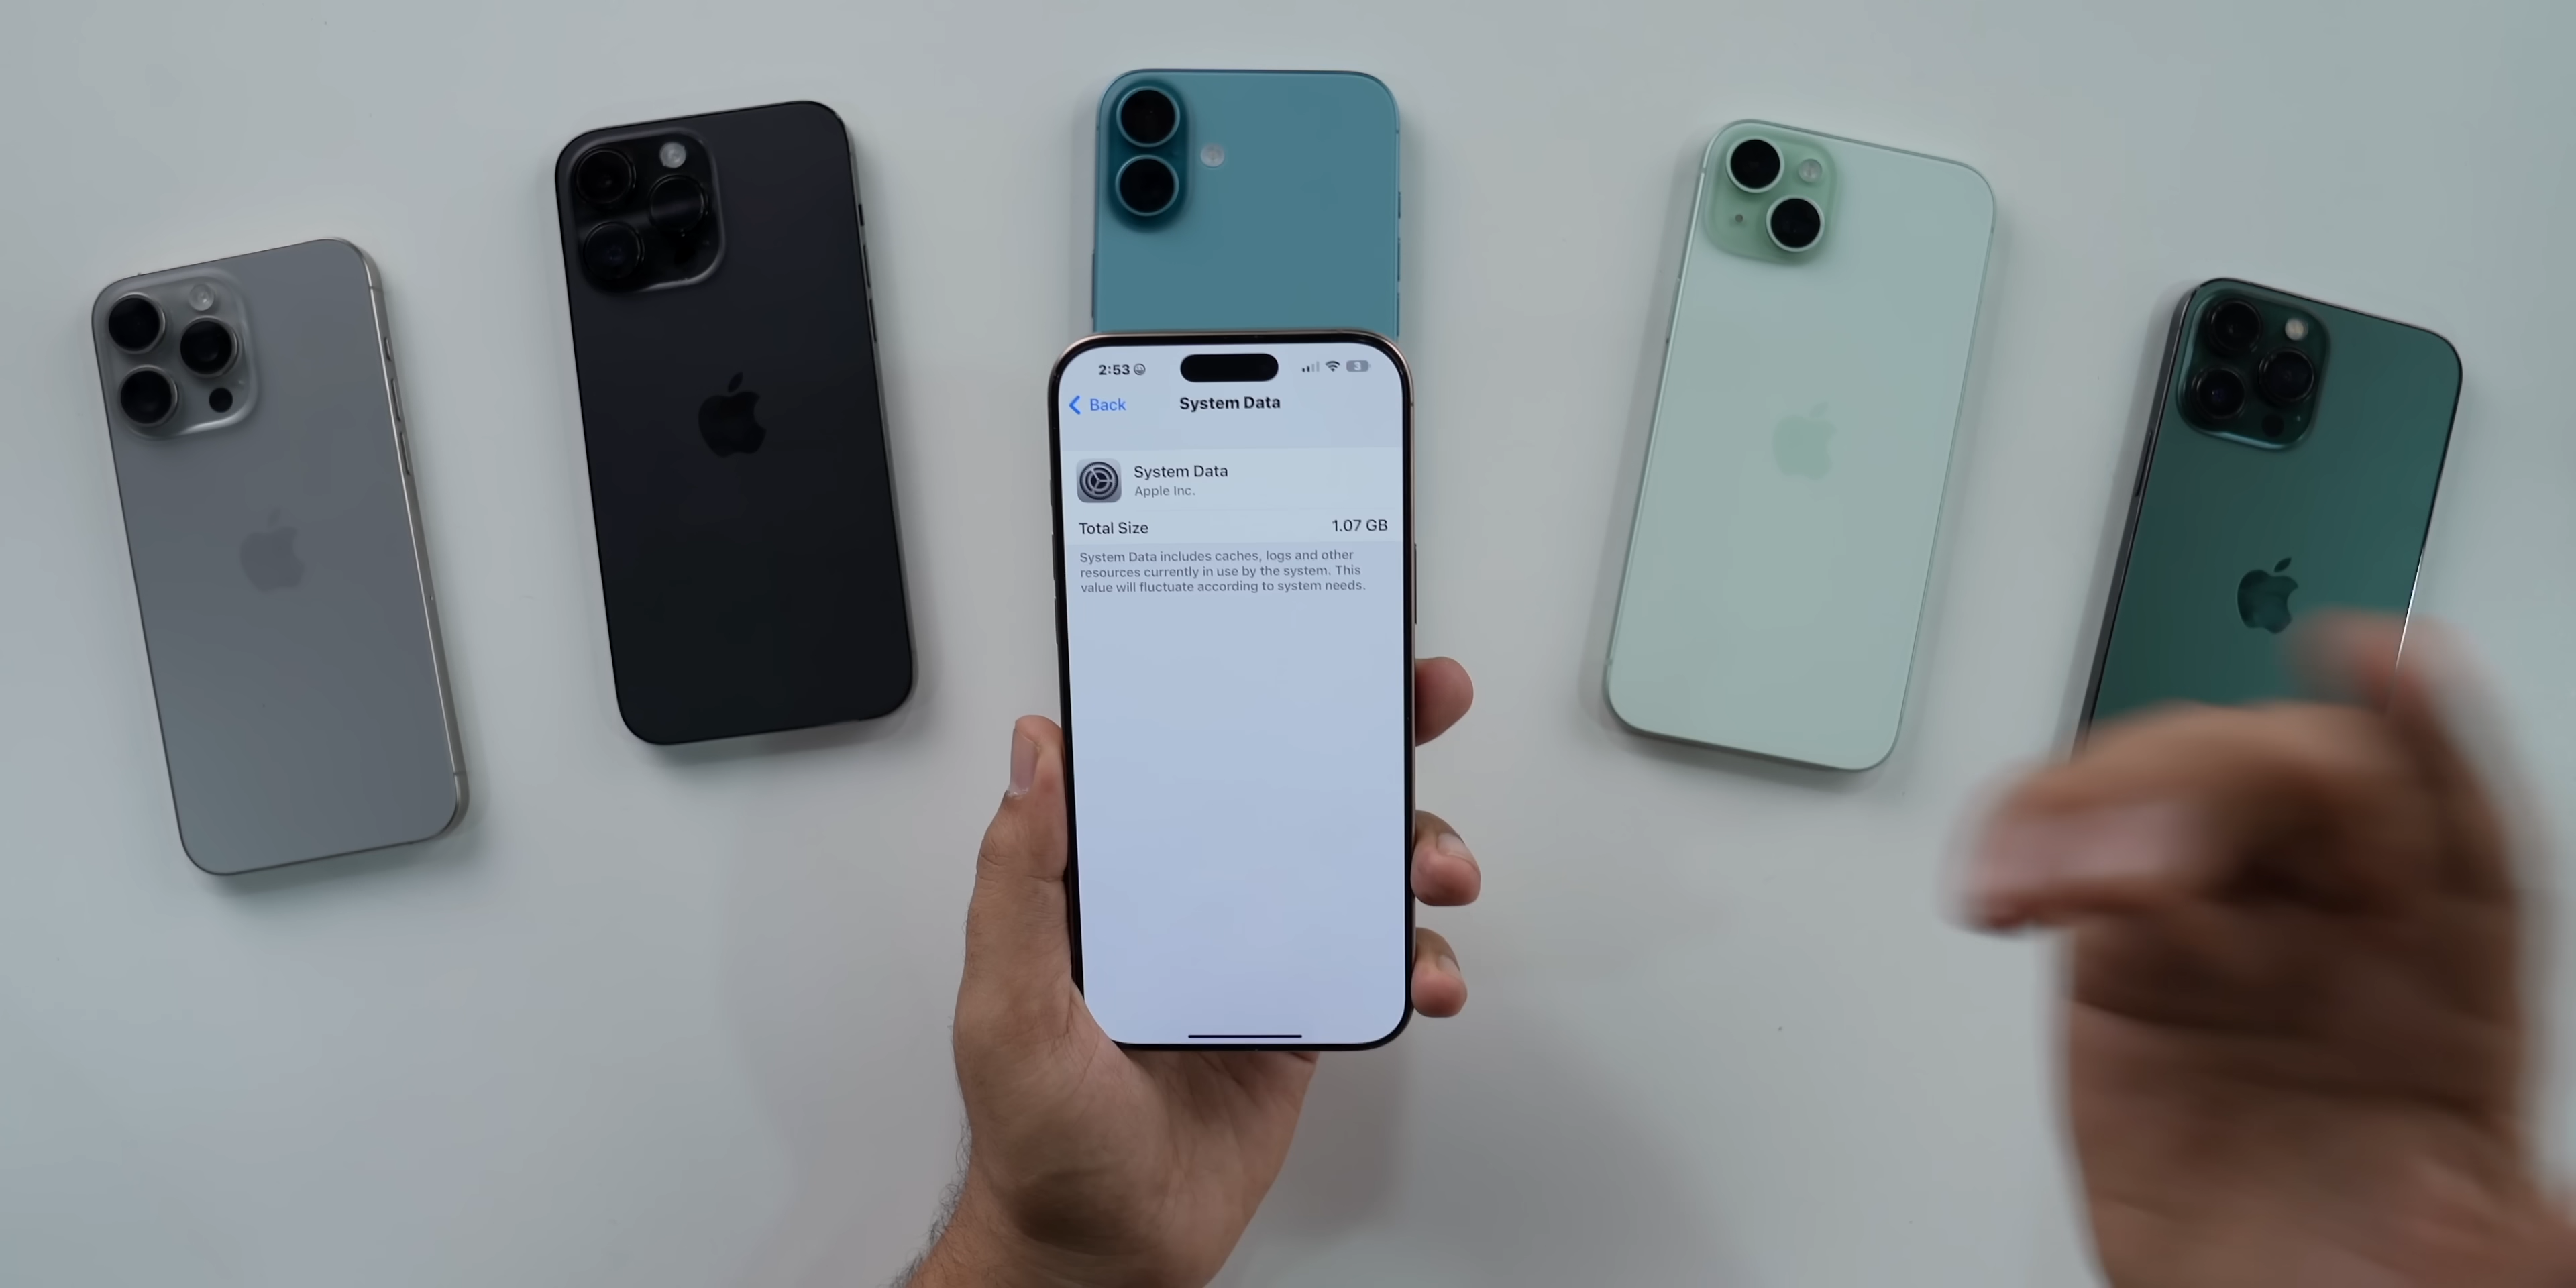 2:53
3
Back
System Data
System Data
Apple Inc.
Total Size 1.07 GB
System Data includes caches, logs and other
resources currently in use by the system. This
value will fluctuate according to system needs.